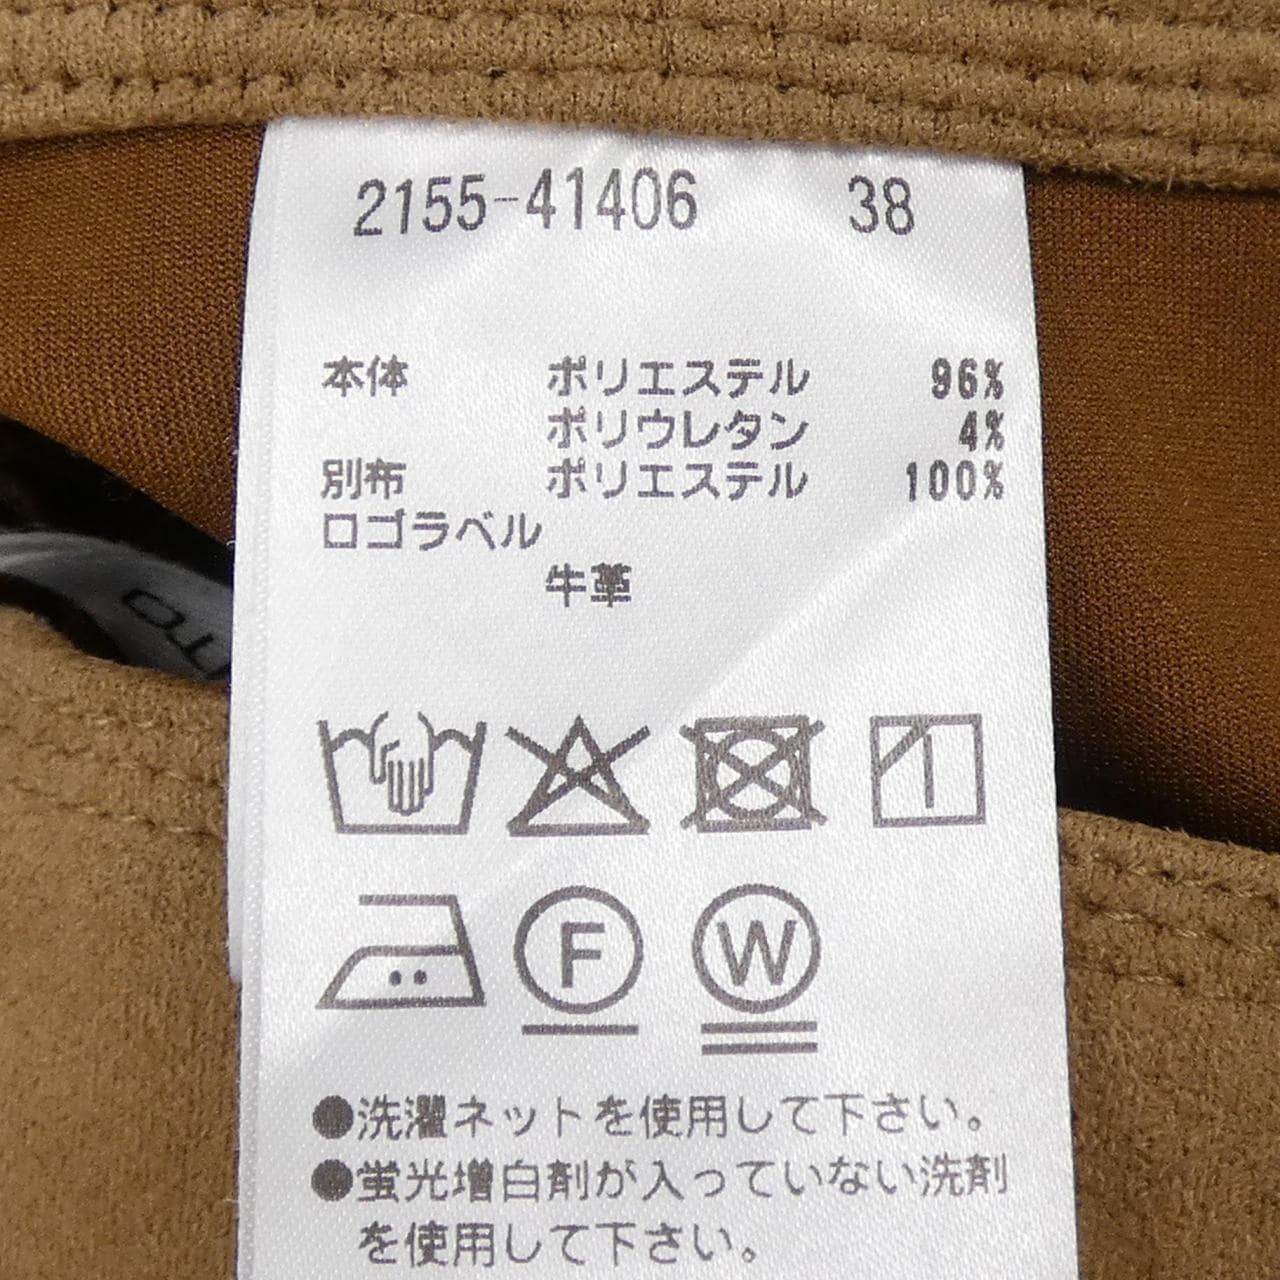 2155-41406 38
本体 ポリエステル 96%
ポリウレタン 4%
別布 ポリエステル 100%
ロゴラベル
牛革
F W
●洗濯ネットを使用して下さい。
●蛍光増白剤が入っていない洗剤
を使用して下さい。